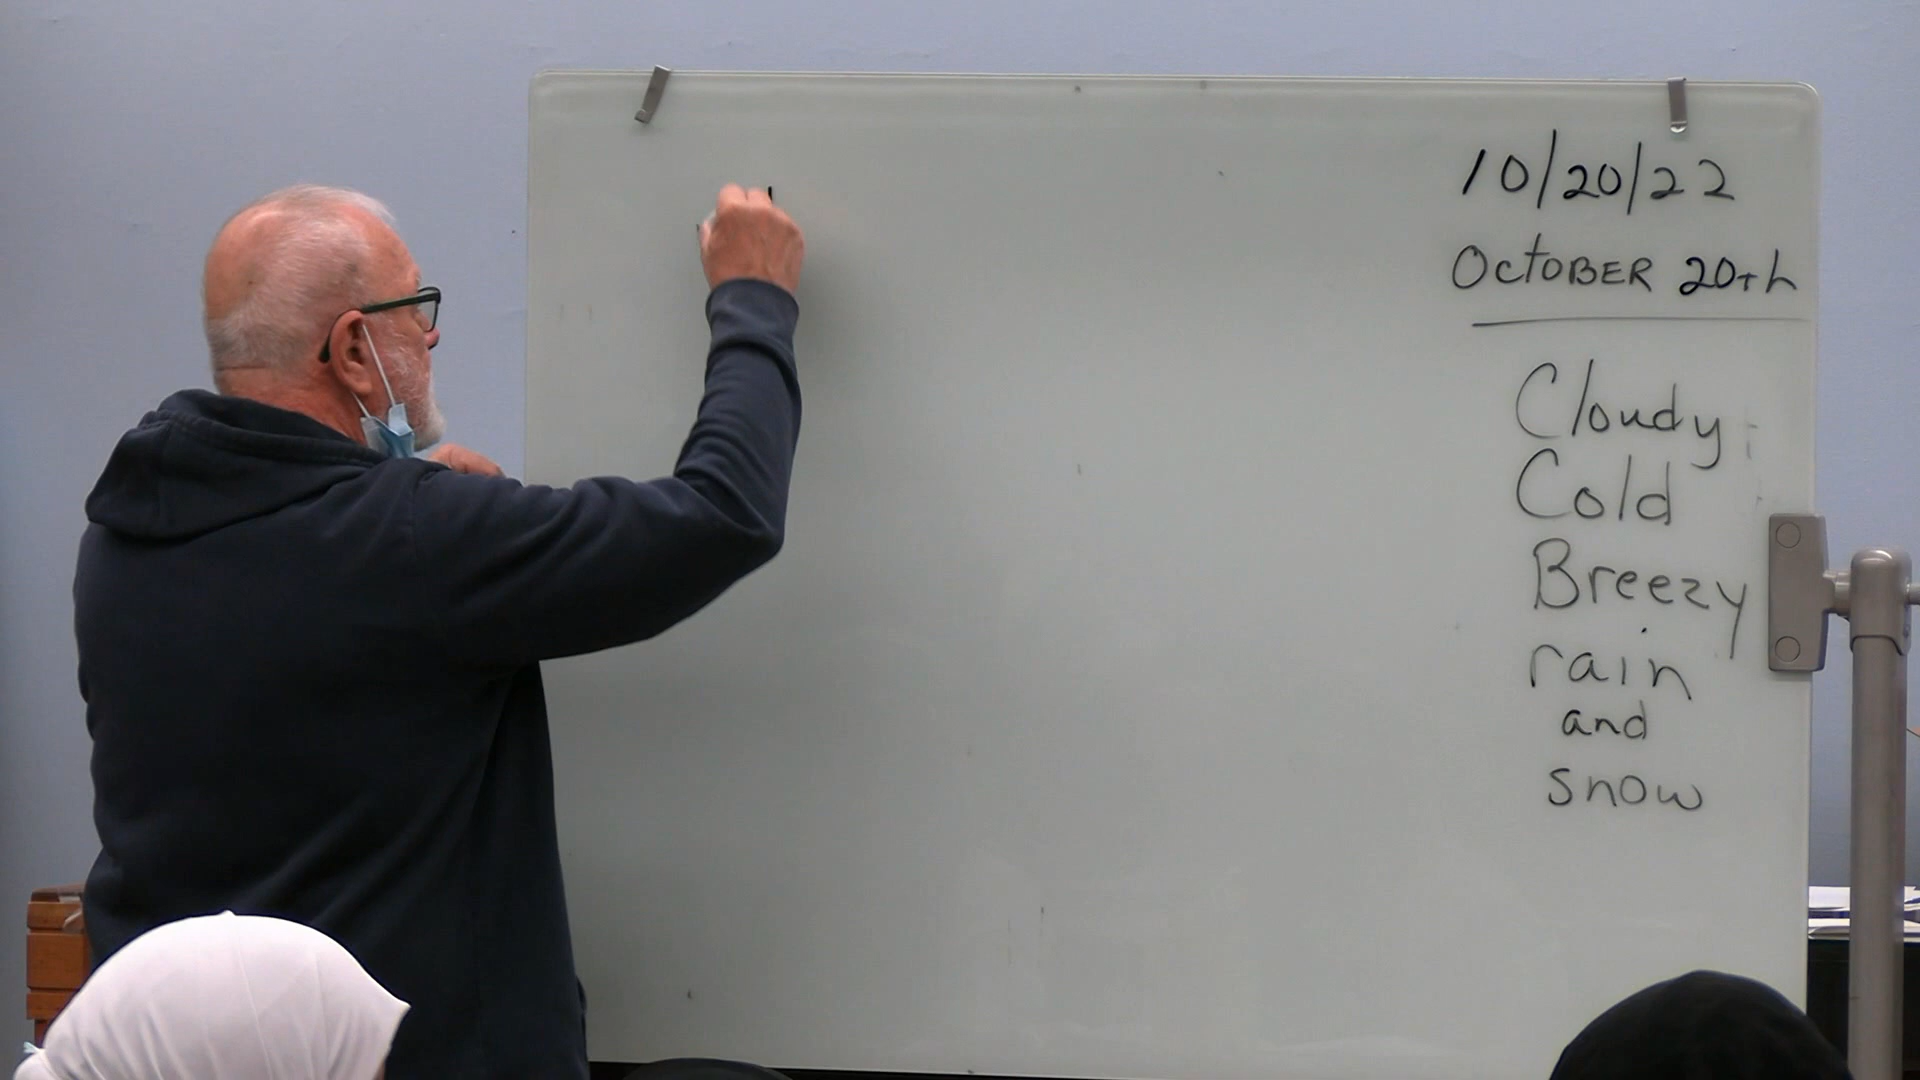 10/20/22
OctOBER 20th
Cloudy
Cold
Breezy
rain
and
snow